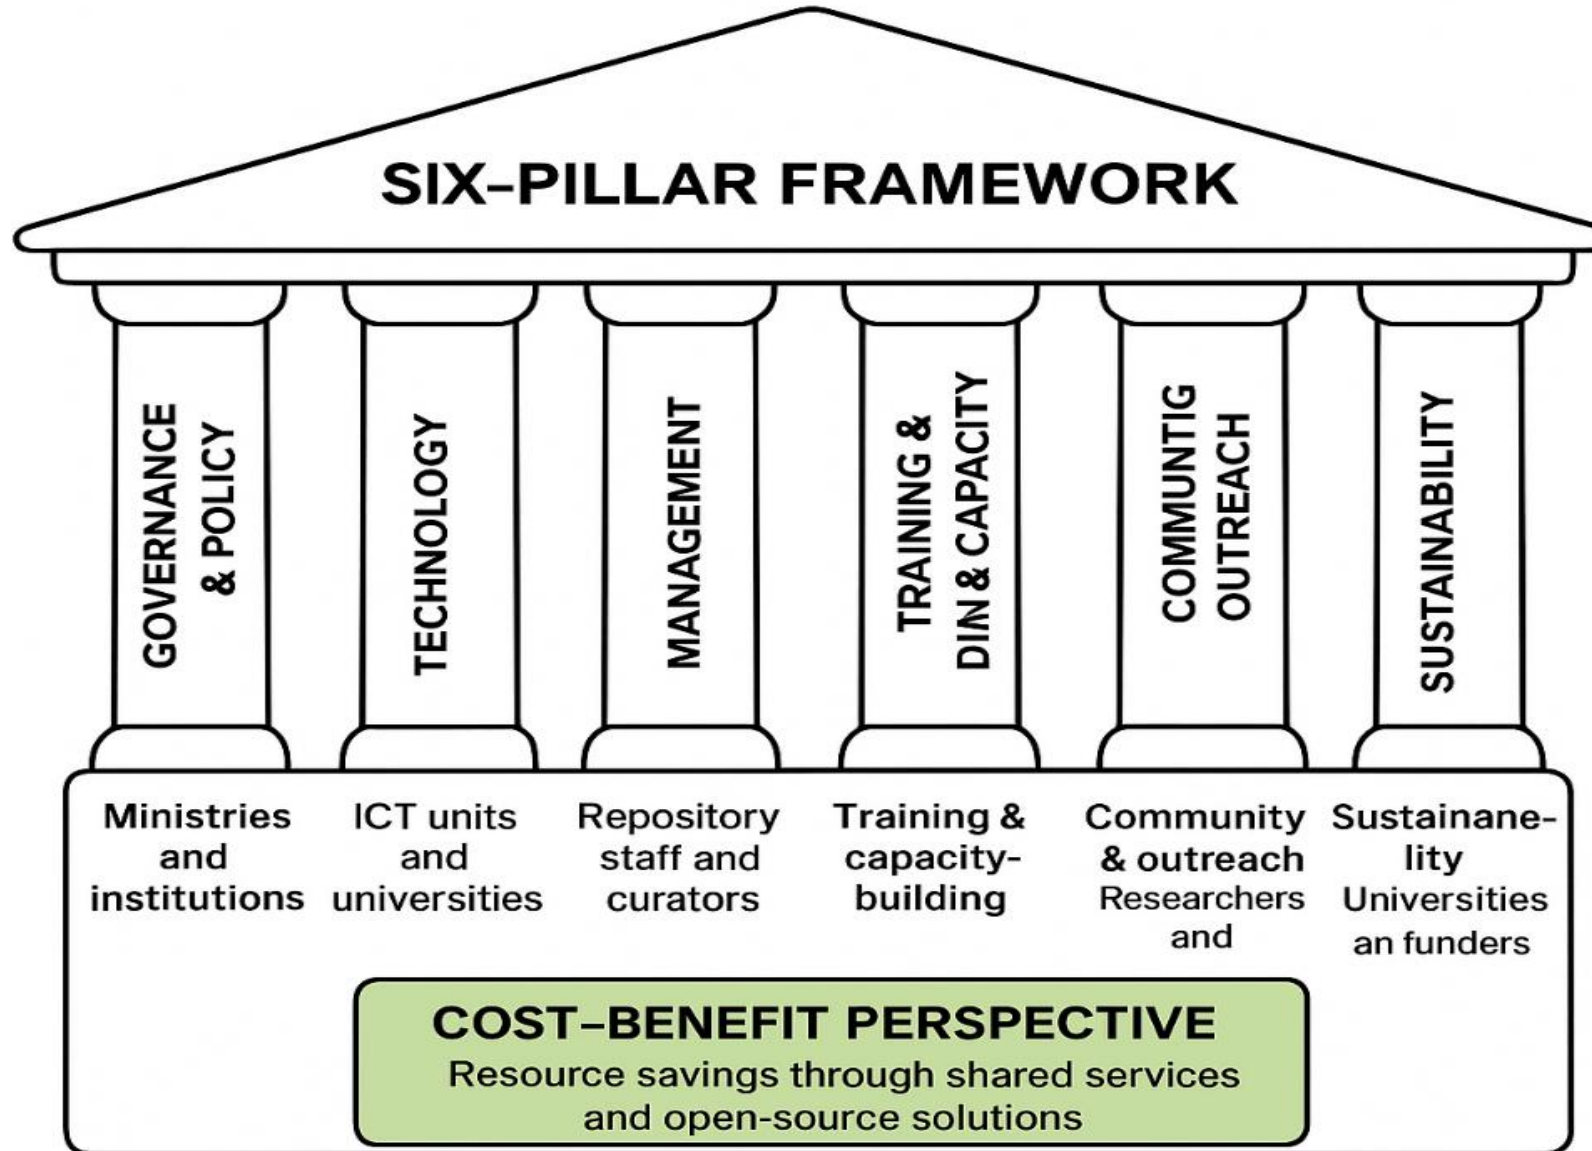 SIX–PILLAR FRAMEWORK
GOVERNANCE
& POLICY
TECHNOLOGY
MANAGEMENT
TRAINING &
DIN & CAPACITY
COMMUNTIG
OUTREACH
SUSTAINABILITY
Ministries
and
institutions
ICT units
and
universities
Repository
staff and
curators
Training &
capacity-
building
Community
& outreach
Researchers
and
Sustainane-
lity
Universities
an funders
COST–BENEFIT PERSPECTIVE
Resource savings through shared services
and open-source solutions